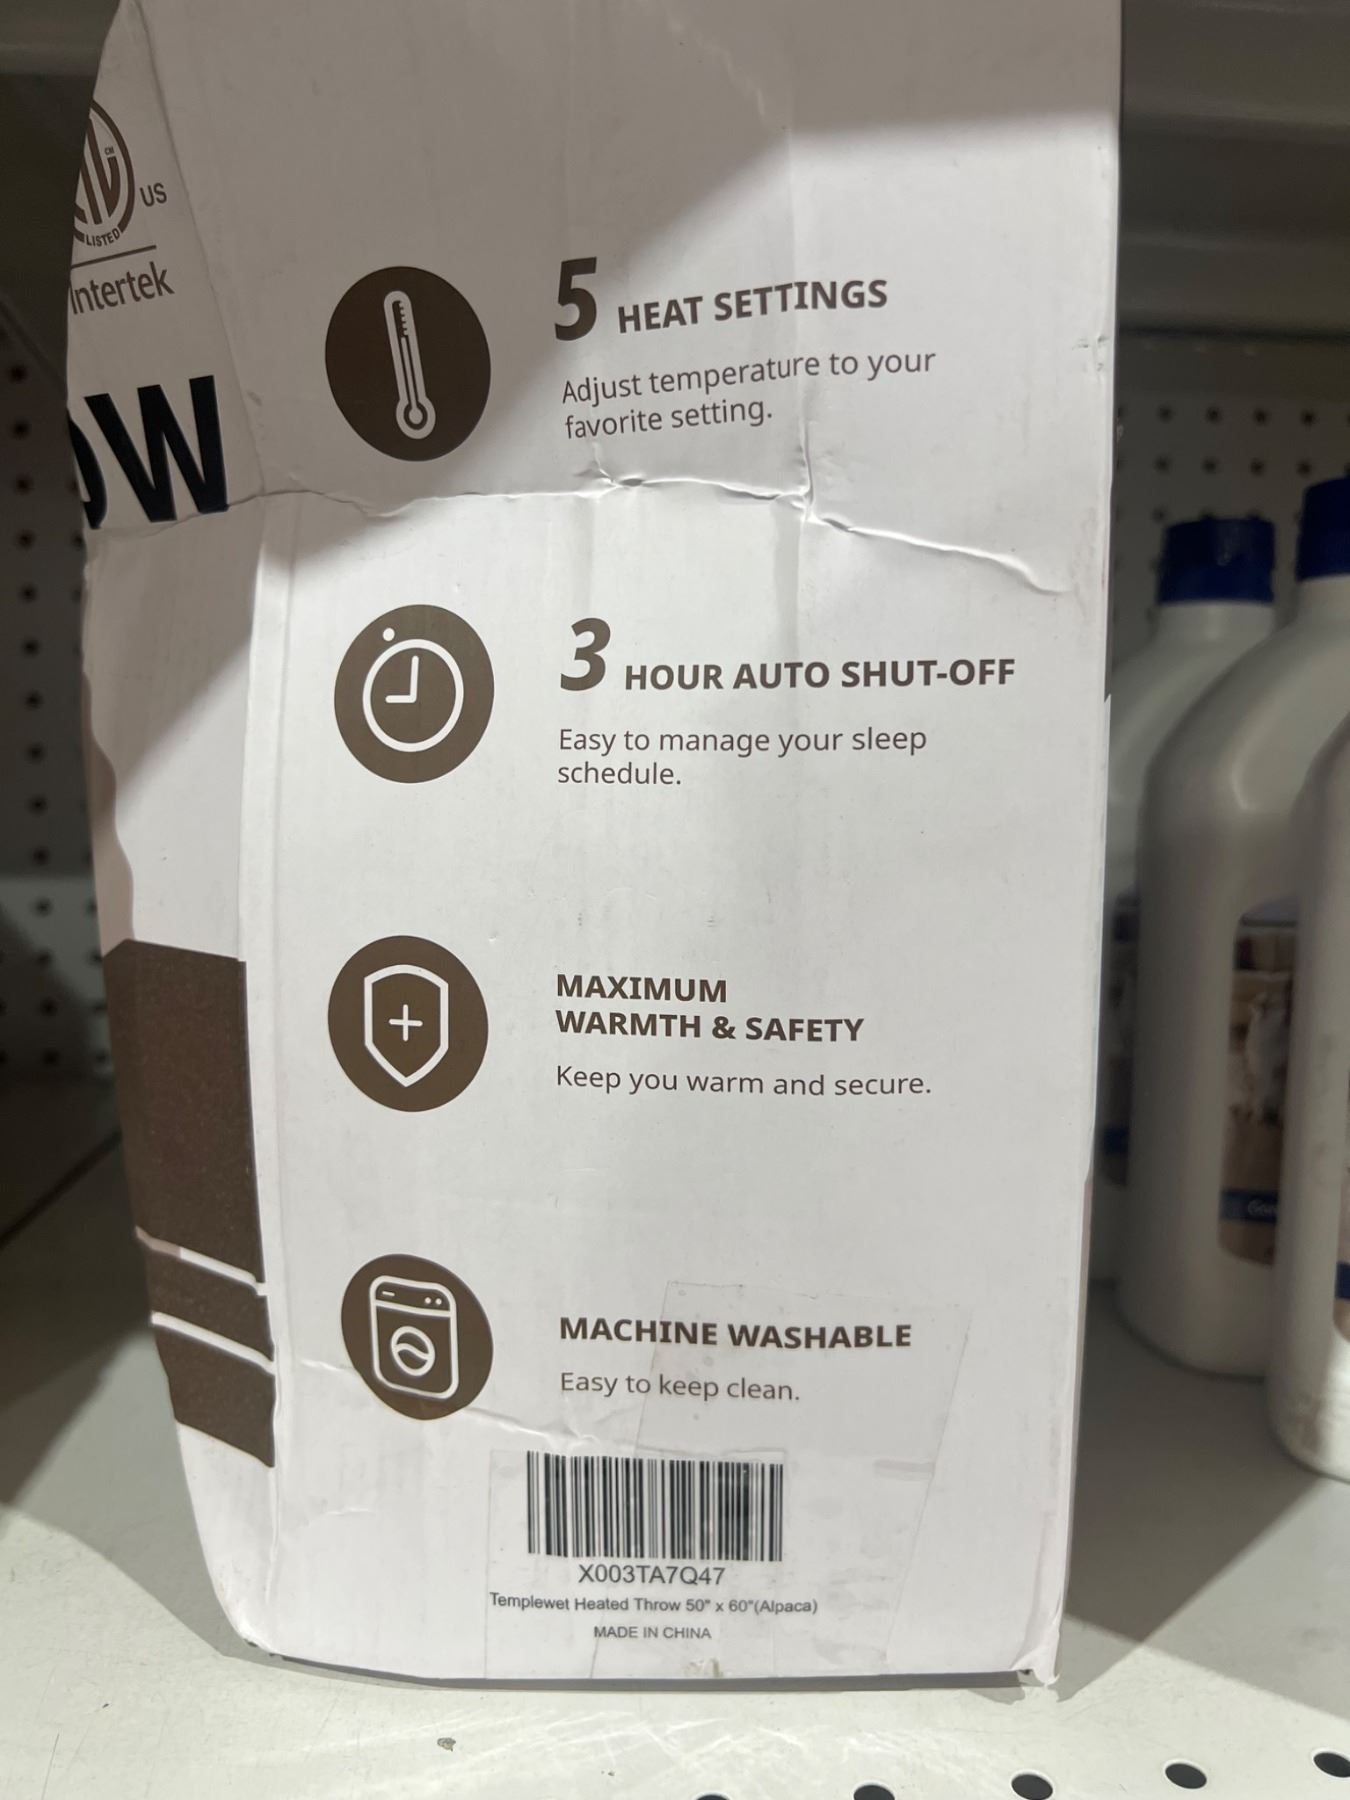 US
LISTED
Intertek
OW
5 HEAT SETTINGS
Adjust temperature to your
favorite setting.
3 HOUR AUTO SHUT-OFF
Easy to manage your sleep
schedule.
MAXIMUM
WARMTH & SAFETY
Keep you warm and secure.
MACHINE WASHABLE
Easy to keep clean.
X003TA7Q47
Templewet Heated Throw 50" x 60"(Alpaca)
MADE IN CHINA